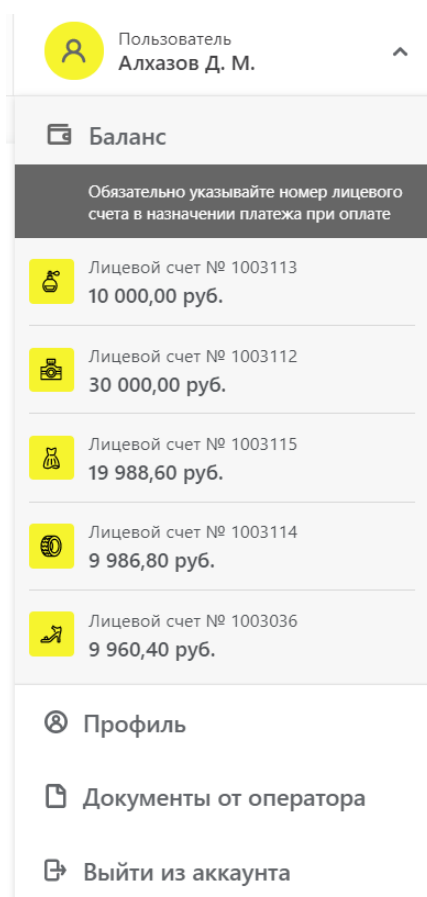 Пользователь
Алхазов Д. М.
Баланс
Обязательно указывайте номер лицевого
счета в назначении платежа при оплате
Лицевой счет № 1003113
10 000,00 руб.
Лицевой счет № 1003112
30 000,00 руб.
Лицевой счет № 1003115
19 988,60 руб.
Лицевой счет № 1003114
9 986,80 руб.
Лицевой счет № 1003036
9 960,40 руб.
Профиль
Документы от оператора
Выйти из аккаунта